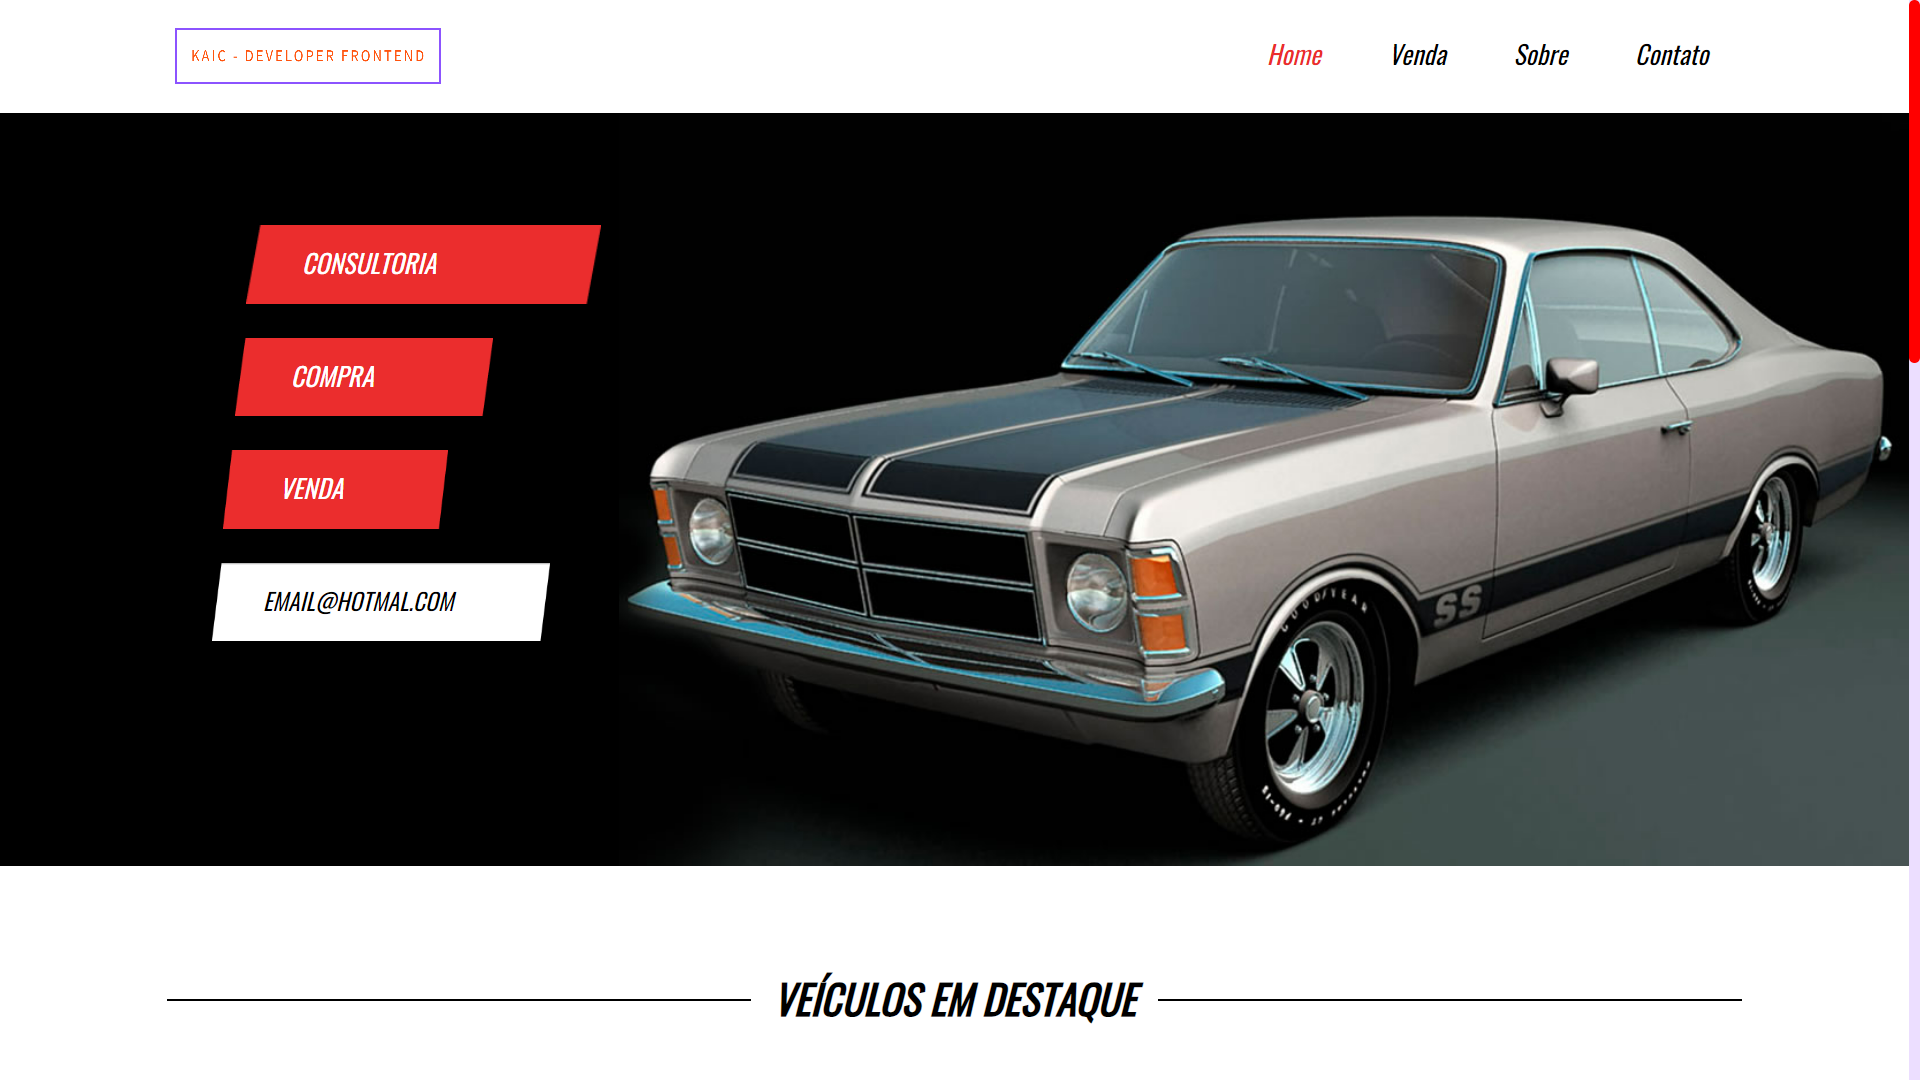 KAIC - DEVELOPER FRONTEND
Home
Venda
Sobre
Contato
CONSULTORIA
COMPRA
VENDA
EMAIL@HOTMAL.COM
GOODYEAR
SS
VEÍCULOS EM DESTAQUE